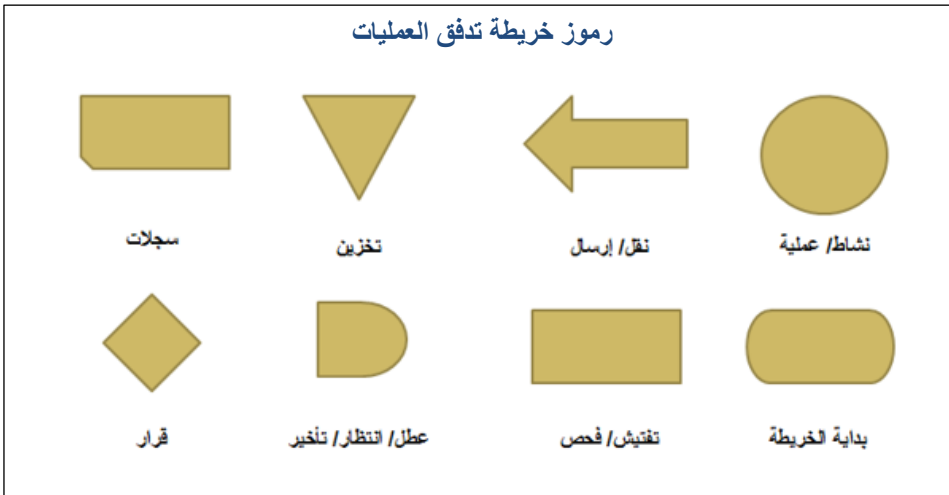 رموز خريطة تدفق العمليات
نشاط/ عملية
نقل/ إرسال
تخزين
سجلات
بداية الخريطة
تفتيش/ فحص
عطل/ انتظار/ تأخير
قرار